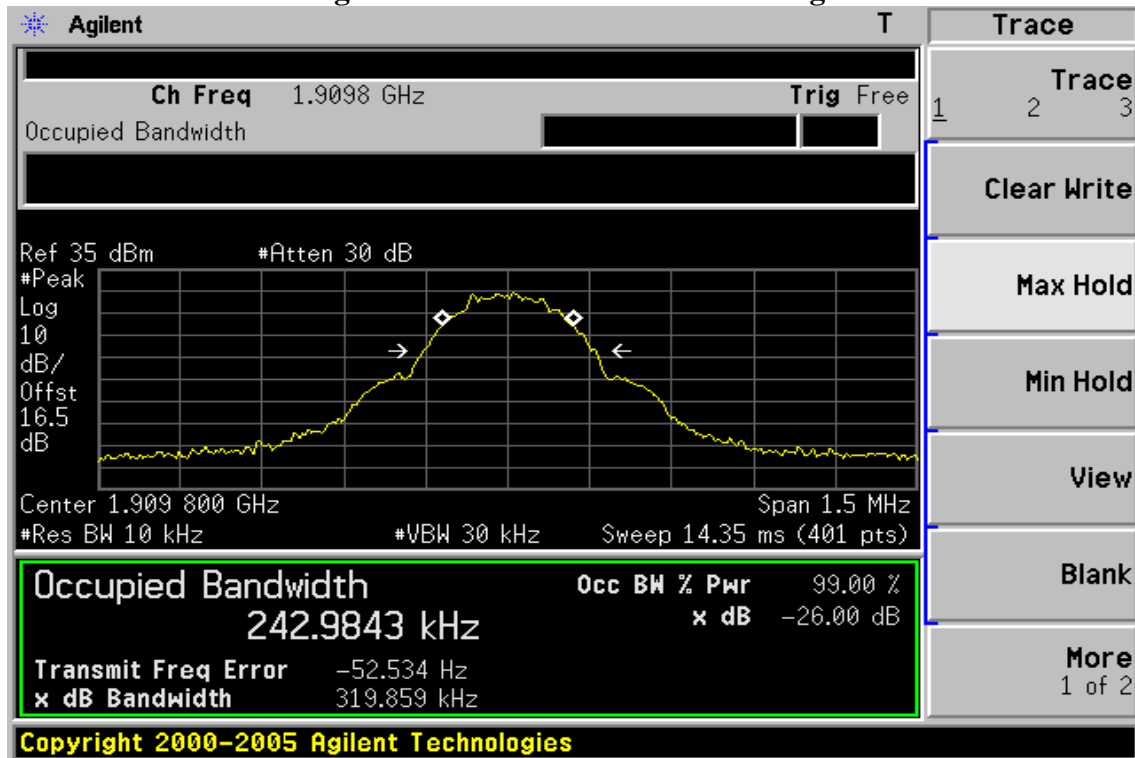 Agilent T Trace
Ch Freq 1.9098 GHz Trig Free
Occupied Bandwidth
Trace
1 2 3
Clear Write
Max Hold
Min Hold
View
Blank
More
1 of 2
Ref 35 dBm #Atten 30 dB
#Peak
Log
10
dB/
Offst
16.5
dB
Center 1.909 800 GHz Span 1.5 MHz
#Res BW 10 kHz #VBW 30 kHz Sweep 14.35 ms (401 pts)
Occupied Bandwidth Occ BW % Pwr 99.00 %
242.9843 kHz x dB -26.00 dB
Transmit Freq Error -52.534 Hz
x dB Bandwidth 319.859 kHz
Copyright 2000-2005 Agilent Technologies